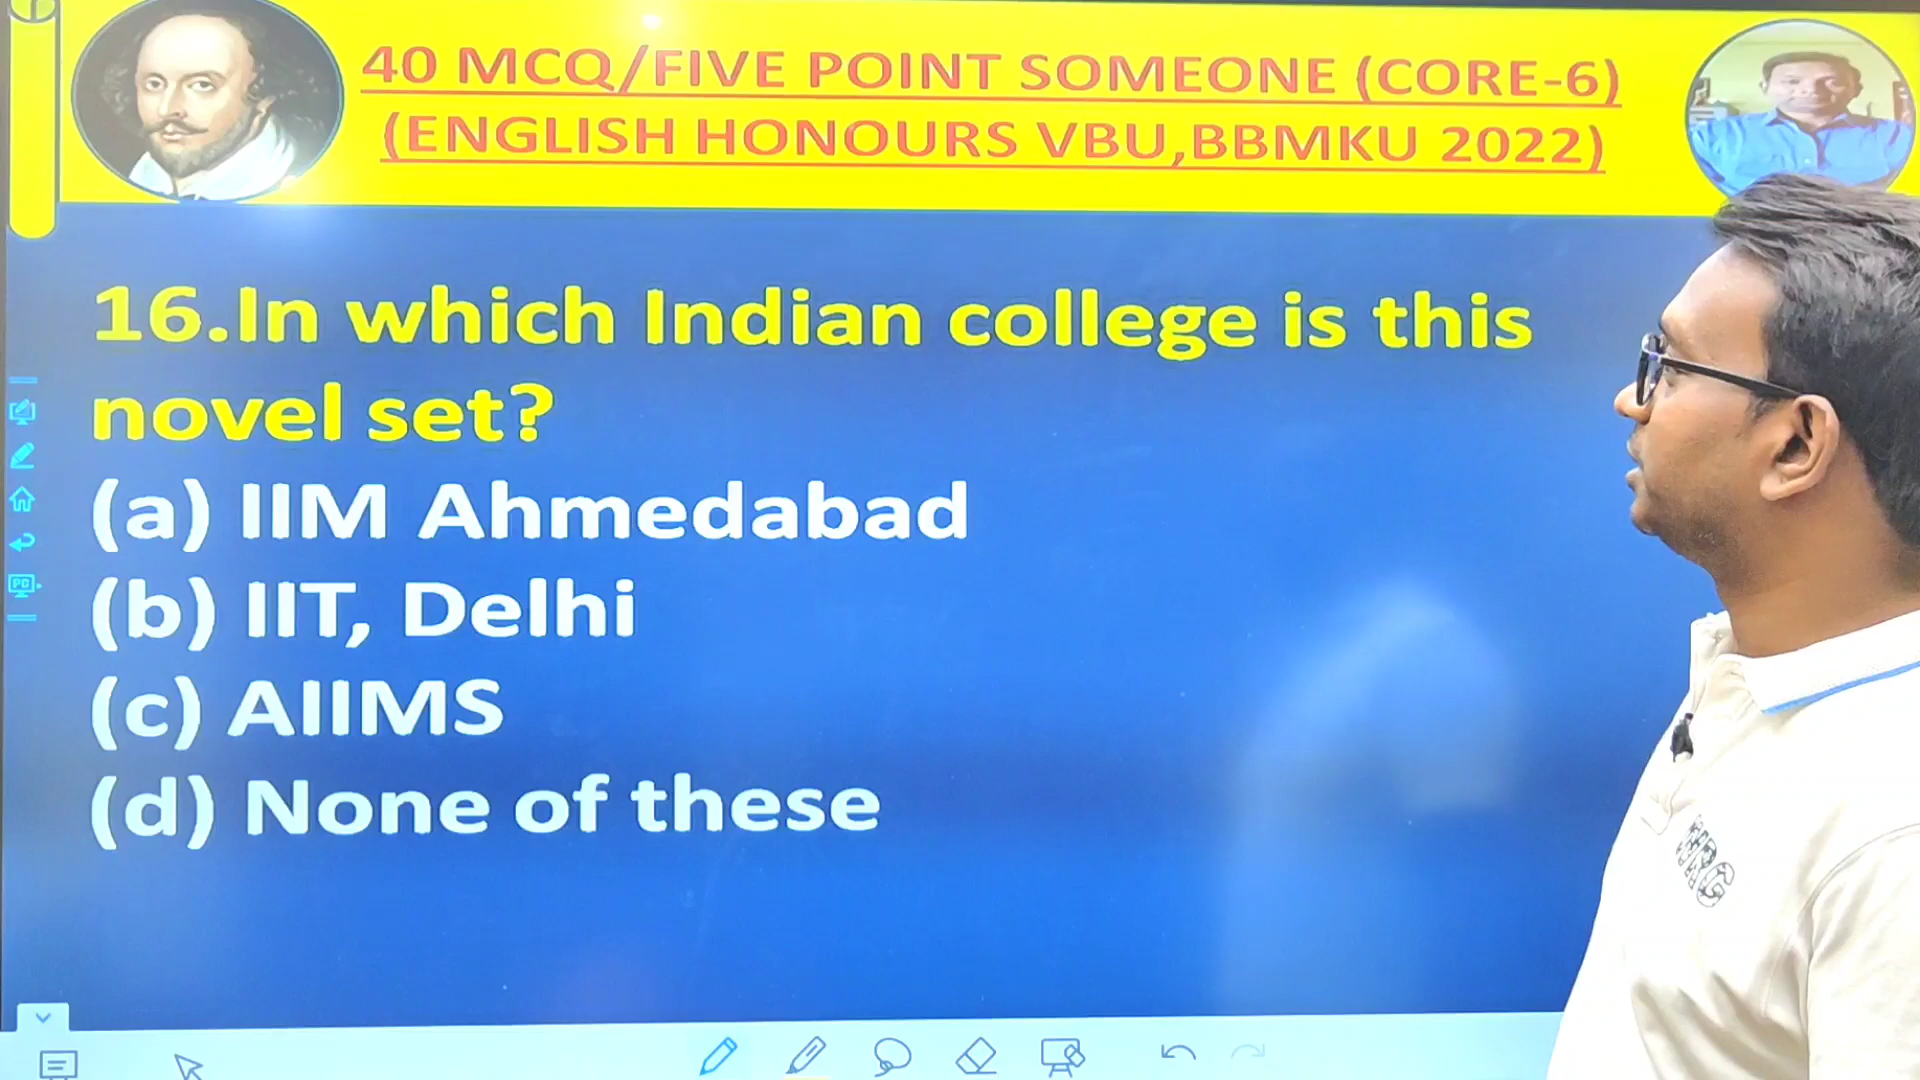 40 MCQ/FIVE POINT SOMEONE (CORE-6)
(ENGLISH HONOURS VBU,BBMKU 2022)
16.In which Indian college is this
novel set?
(a) IIM Ahmedabad
(b) IIT, Delhi
(c) AIIMS
(d) None of these
PC